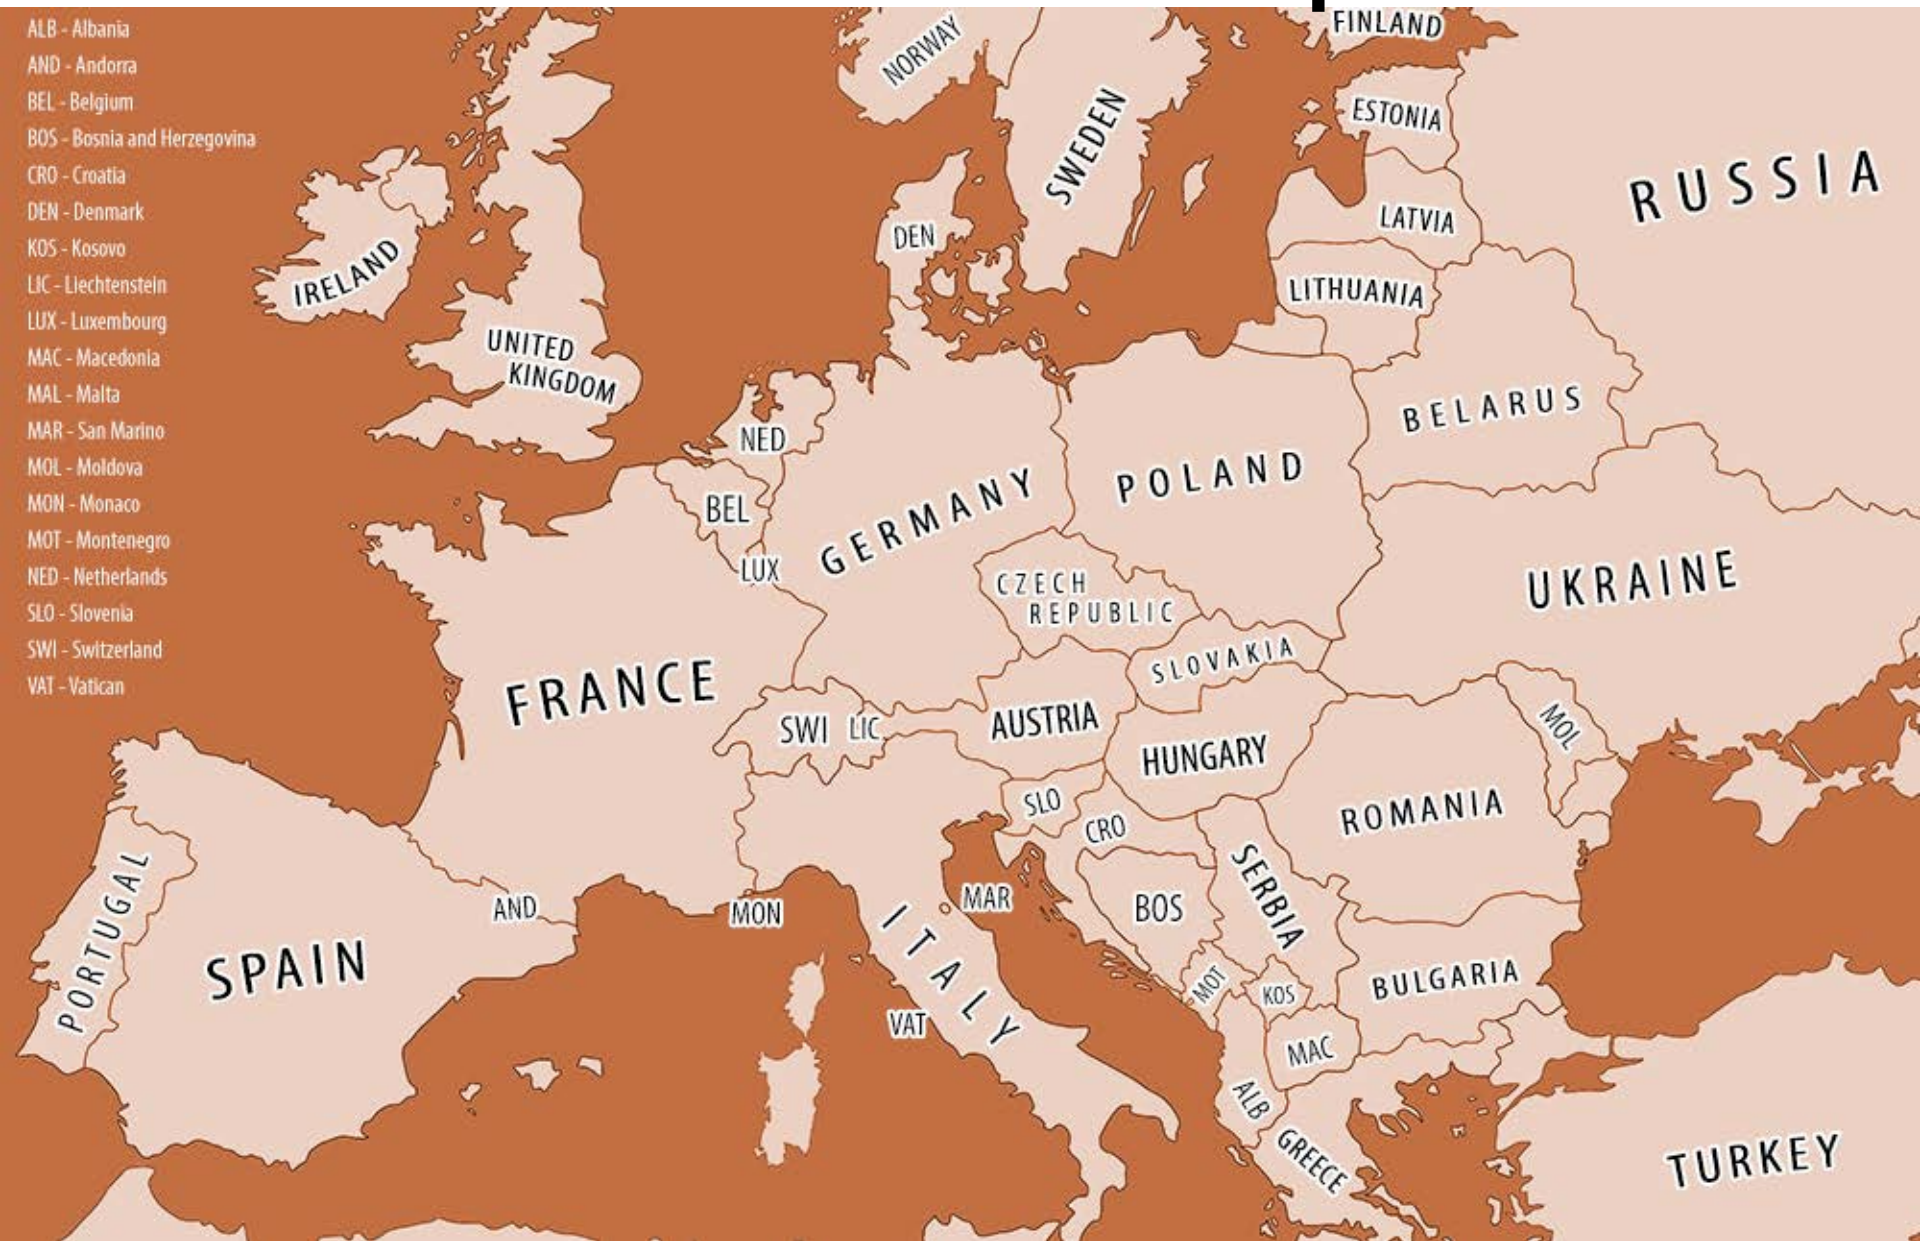 ALB - Albania
AND - Andorra
BEL - Belgium
BOS - Bosnia and Herzegovina
CRO - Croatia
DEN - Denmark
KOS - Kosovo
LIC - Liechtenstein
LUX - Luxembourg
MAC - Macedonia
MAL - Malta
MAR - San Marino
MOL - Moldova
MON - Monaco
MOT - Montenegro
NED - Netherlands
SLO - Slovenia
SWI - Switzerland
VAT - Vatican
NORWAY
FINLAND
SWEDEN
ESTONIA
RUSSIA
LATVIA
DEN
IRELAND
LITHUANIA
UNITED
KINGDOM
BELARUS
NED
POLAND
BEL
GERMANY
LUX
CZECH
REPUBLIC
UKRAINE
SLOVAKIA
FRANCE
SWI
LIC
AUSTRIA
HUNGARY
MOL
SLO
CRO
ROMANIA
PORTUGAL
SPAIN
AND
MON
MAR
ITALY
BOS
SERBIA
MOT
KOS
BULGARIA
VAT
MAC
ALB
GREECE
TURKEY